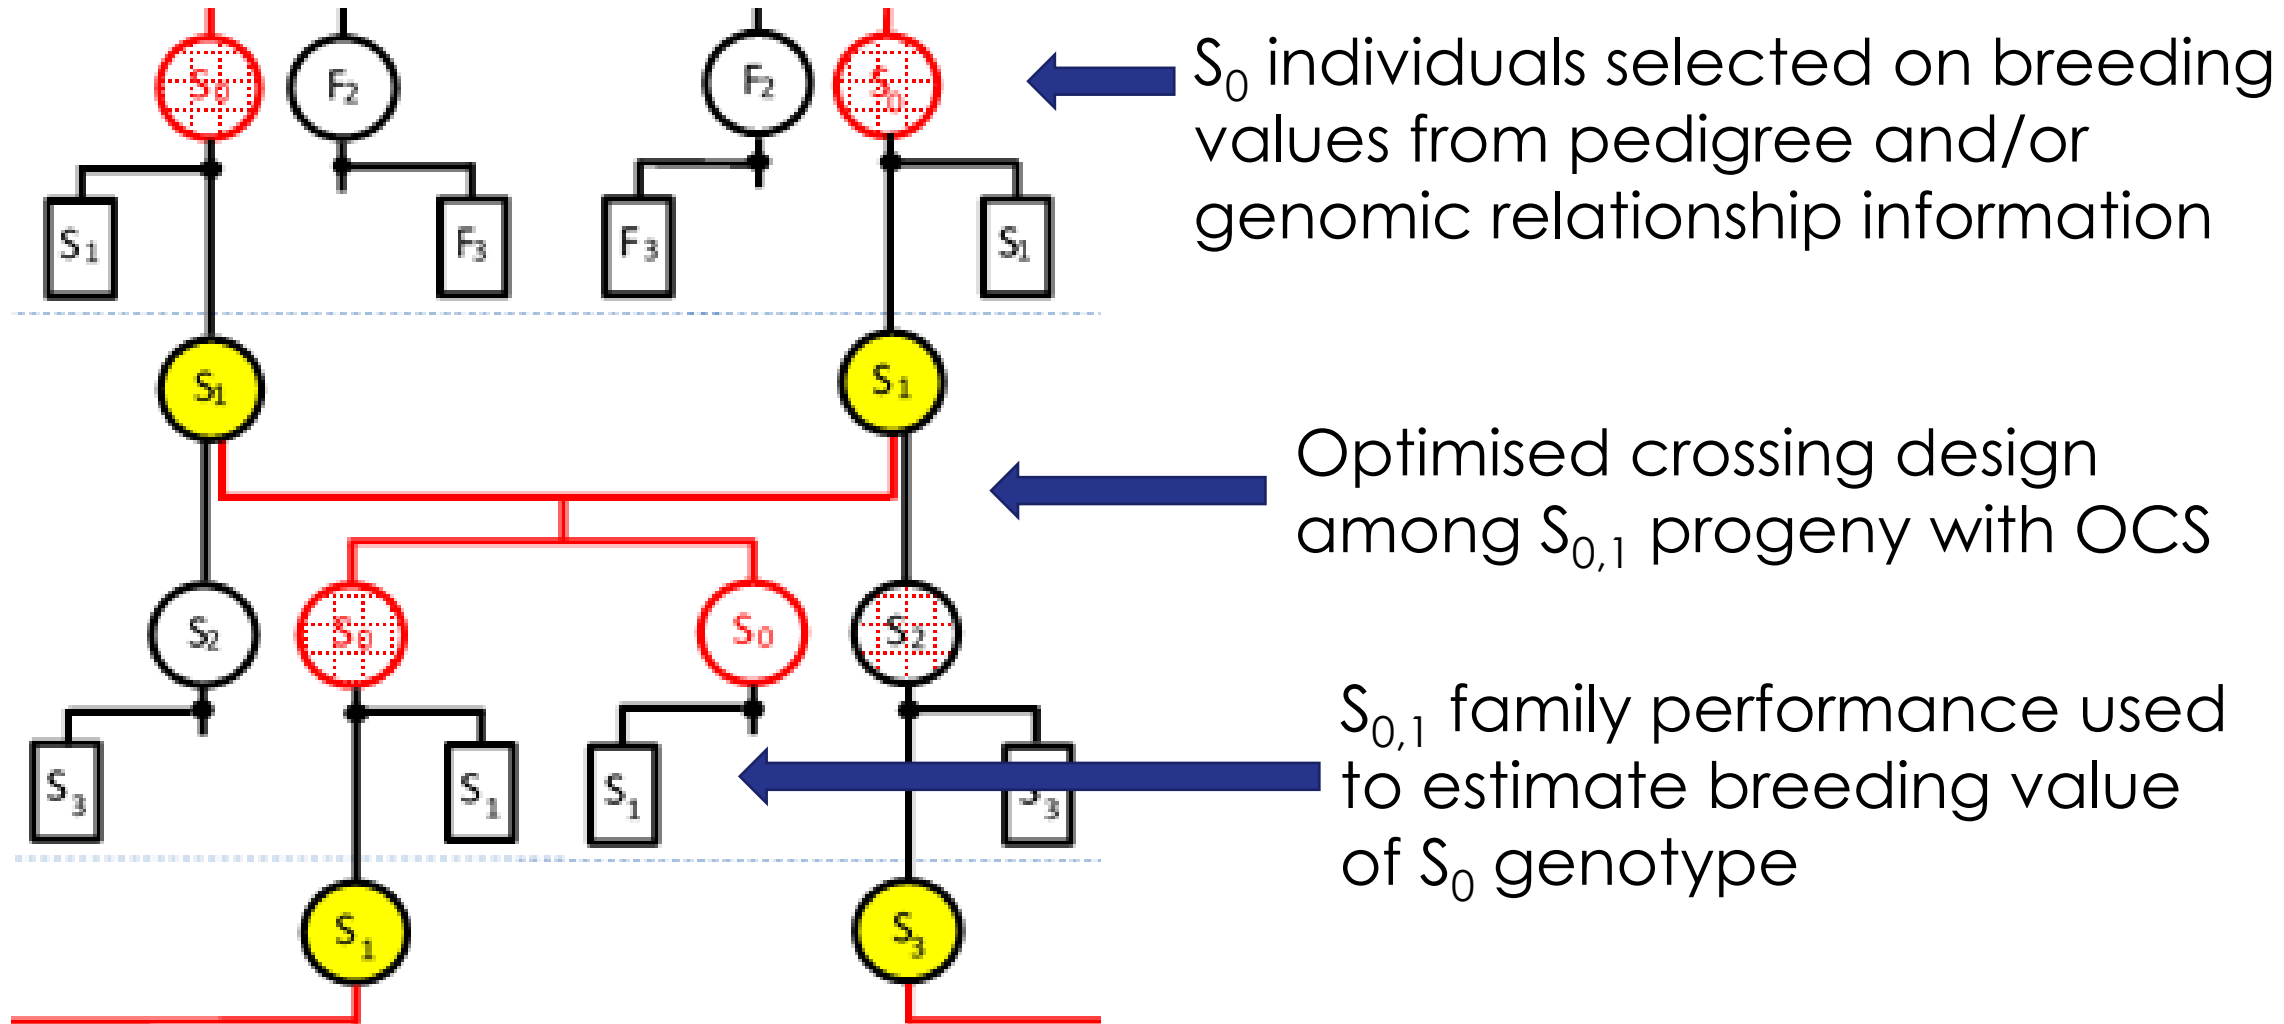 S₀ F₂ F₂ S₀
S₀ individuals selected on breeding
values from pedigree and/or
genomic relationship information
S₁ F₃ F₃ S₁
S₁ S₁
Optimised crossing design
among S₀,₁ progeny with OCS
S₂ S₀ S₀ S₂
S₀,₁ family performance used
to estimate breeding value
of S₀ genotype
S₃ S₁ S₁ S₃
S₁ S₃